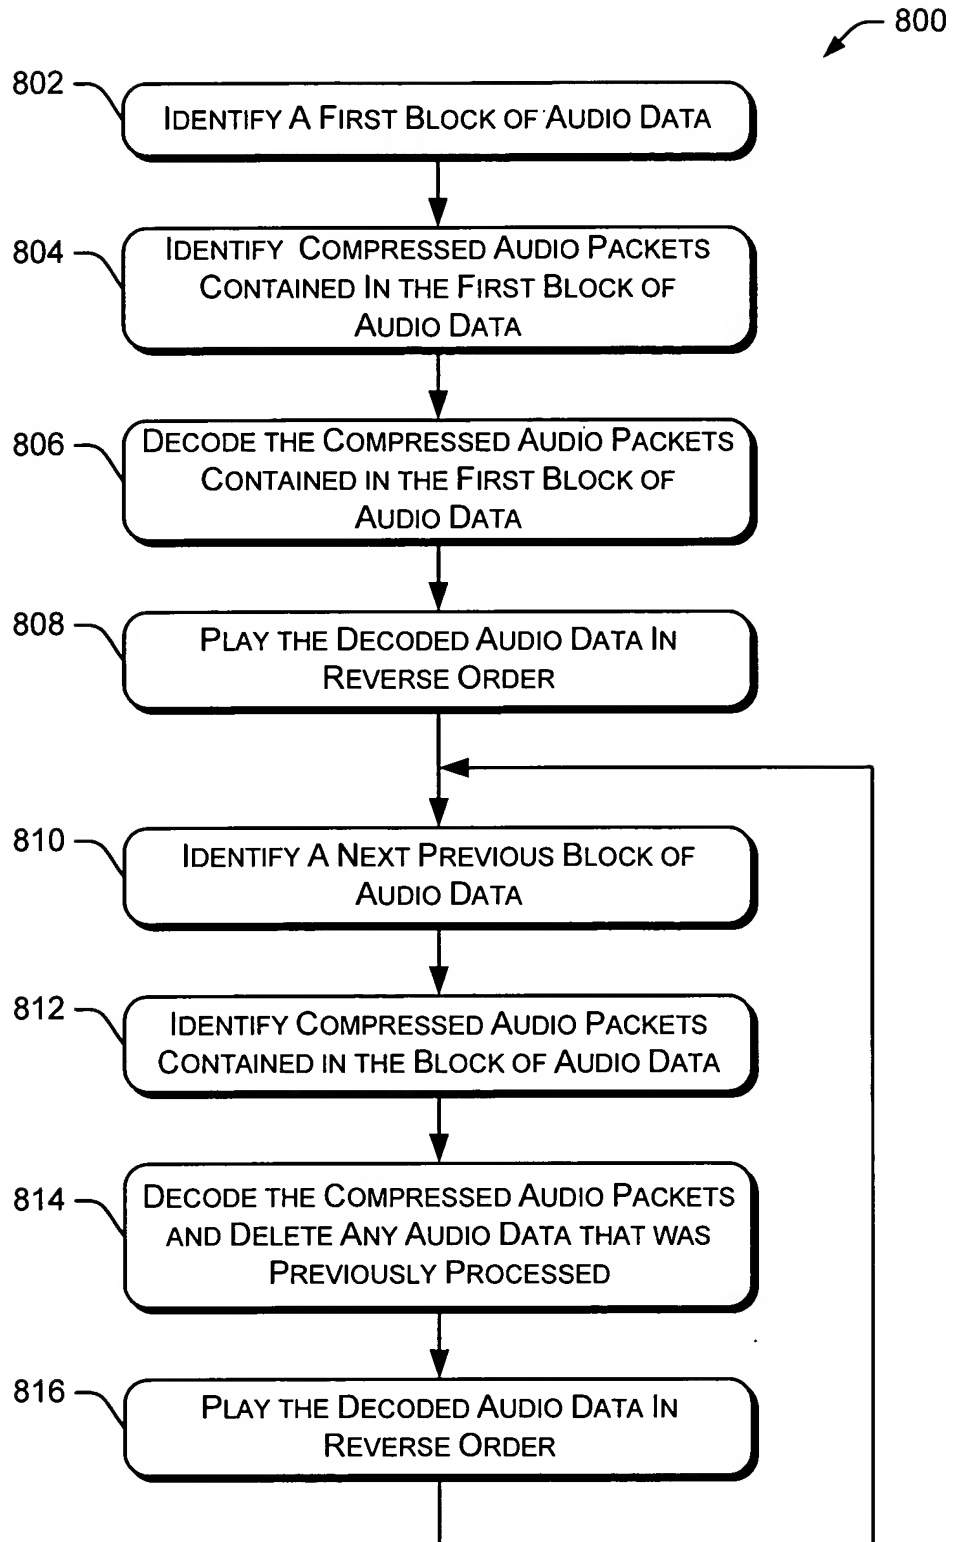 800
802
IDENTIFY A FIRST BLOCK OF AUDIO DATA
804
IDENTIFY COMPRESSED AUDIO PACKETS
CONTAINED IN THE FIRST BLOCK OF
AUDIO DATA
806
DECODE THE COMPRESSED AUDIO PACKETS
CONTAINED IN THE FIRST BLOCK OF
AUDIO DATA
808
PLAY THE DECODED AUDIO DATA IN
REVERSE ORDER
810
IDENTIFY A NEXT PREVIOUS BLOCK OF
AUDIO DATA
812
IDENTIFY COMPRESSED AUDIO PACKETS
CONTAINED IN THE BLOCK OF AUDIO DATA
814
DECODE THE COMPRESSED AUDIO PACKETS
AND DELETE ANY AUDIO DATA THAT WAS
PREVIOUSLY PROCESSED
816
PLAY THE DECODED AUDIO DATA IN
REVERSE ORDER